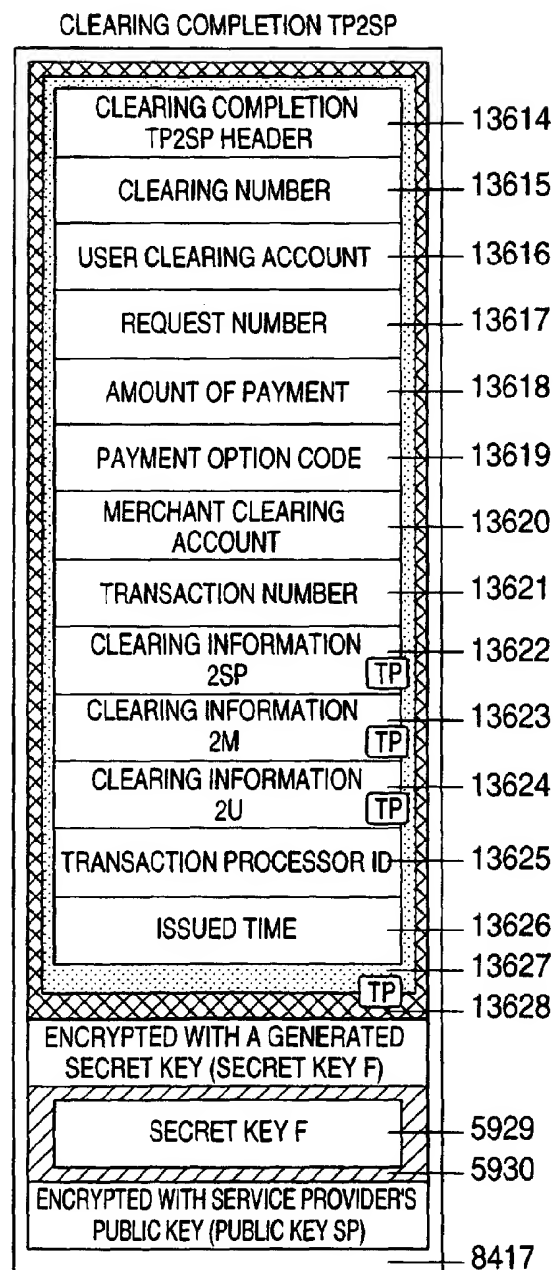 CLEARING COMPLETION TP2SP
CLEARING COMPLETION
TP2SP HEADER
13614
CLEARING NUMBER
13615
USER CLEARING ACCOUNT
13616
REQUEST NUMBER
13617
AMOUNT OF PAYMENT
13618
PAYMENT OPTION CODE
13619
MERCHANT CLEARING
ACCOUNT
13620
TRANSACTION NUMBER
13621
CLEARING INFORMATION
2SP
TP
13622
CLEARING INFORMATION
2M
TP
13623
CLEARING INFORMATION
2U
TP
13624
TRANSACTION PROCESSOR ID
13625
ISSUED TIME
13626
13627
TP
13628
ENCRYPTED WITH A GENERATED
SECRET KEY (SECRET KEY F)
SECRET KEY F
5929
5930
ENCRYPTED WITH SERVICE PROVIDER'S
PUBLIC KEY (PUBLIC KEY SP)
8417